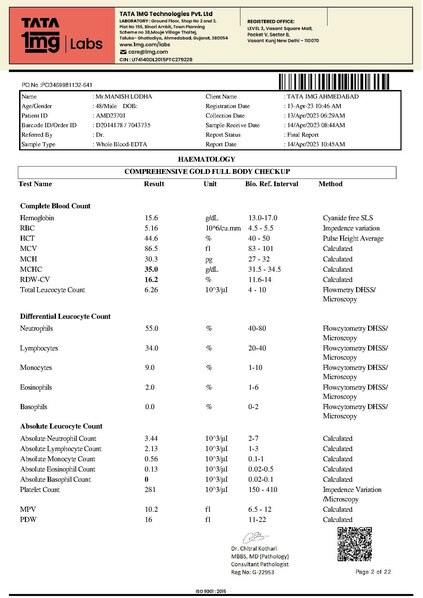 TATA 1MG Technologies Pvt. Ltd
LABORATORY : Ground Floor, Shop No 2 and 3,
Plot No 156, Binori Ambit, Town Planning
Scheme no 38,Mouje Village Thaltej,
Taluka- Ghatlodiya, Ahmedabad, Gujarat, 380054
www.1mg.com/labs
care@1mg.com
CIN : U74140DL2015PTC279229
REGISTERED OFFICE:
LEVEL 3, Vasant Square Mall,
Pocket V, Sector B,
Vasant Kunj New Delhi - 110070
TATA
1mg Labs
PO No :PO3469981132-641
Name : Mr.MANISH LODHA Client Name : TATA 1MG AHMEDABAD
Age/Gender : 48/Male DOB: Registration Date : 13-Apr-23 10:46 AM
Patient ID : AMD23701 Collection Date : 13/Apr/2023 06:29AM
Barcode ID/Order ID : D2014178 / 7043735 Sample Receive Date : 14/Apr/2023 08:44AM
Referred By : Dr. Report Status : Final Report
Sample Type : Whole Blood-EDTA Report Date : 14/Apr/2023 10:45AM
HAEMATOLOGY
COMPREHENSIVE GOLD FULL BODY CHECKUP
Test Name Result Unit Bio. Ref. Interval Method
Complete Blood Count
Hemoglobin 15.6 g/dL 13.0-17.0 Cyanide free SLS
RBC 5.16 10^6/cu.mm 4.5 - 5.5 Impedence variation
HCT 44.6 % 40 - 50 Pulse Height Average
MCV 86.5 fl 83 - 101 Calculated
MCH 30.3 pg 27 - 32 Calculated
MCHC 35.0 g/dL 31.5 - 34.5 Calculated
RDW-CV 16.2 % 11.6-14 Calculated
Total Leucocyte Count 6.26 10^3/µl 4 - 10 Flowmetry DHSS/
Microscopy
Differential Leucocyte Count
Neutrophils 55.0 % 40-80 Flowcytometry DHSS/
Microscopy
Lymphocytes 34.0 % 20-40 Flowcytometry DHSS/
Microscopy
Monocytes 9.0 % 1-10 Flowcytometry DHSS/
Microscopy
Eosinophils 2.0 % 1-6 Flowcytometry DHSS/
Microscopy
Basophils 0.0 % 0-2 Flowcytometry DHSS/
Microscopy
Absolute Leucocyte Count
Absolute Neutrophil Count 3.44 10^3/µl 2-7 Calculated
Absolute Lymphocyte Count 2.13 10^3/µl 1-3 Calculated
Absolute Monocyte Count 0.56 10^3/µl 0.1-1 Calculated
Absolute Eosinophil Count 0.13 10^3/µl 0.02-0.5 Calculated
Absolute Basophil Count 0 10^3/µl 0.02-0.1 Calculated
Platelet Count 281 10^3/µl 150 - 410 Impedence Variation
/Microscopy
MPV 10.2 fl 6.5 - 12 Calculated
PDW 16 fl 11-22 Calculated
Dr. Chitral Kothari
MBBS, MD (Pathology)
Consultant Pathologist
Reg No: G-22953
Page 2 of 22
ISO 9001 : 2015